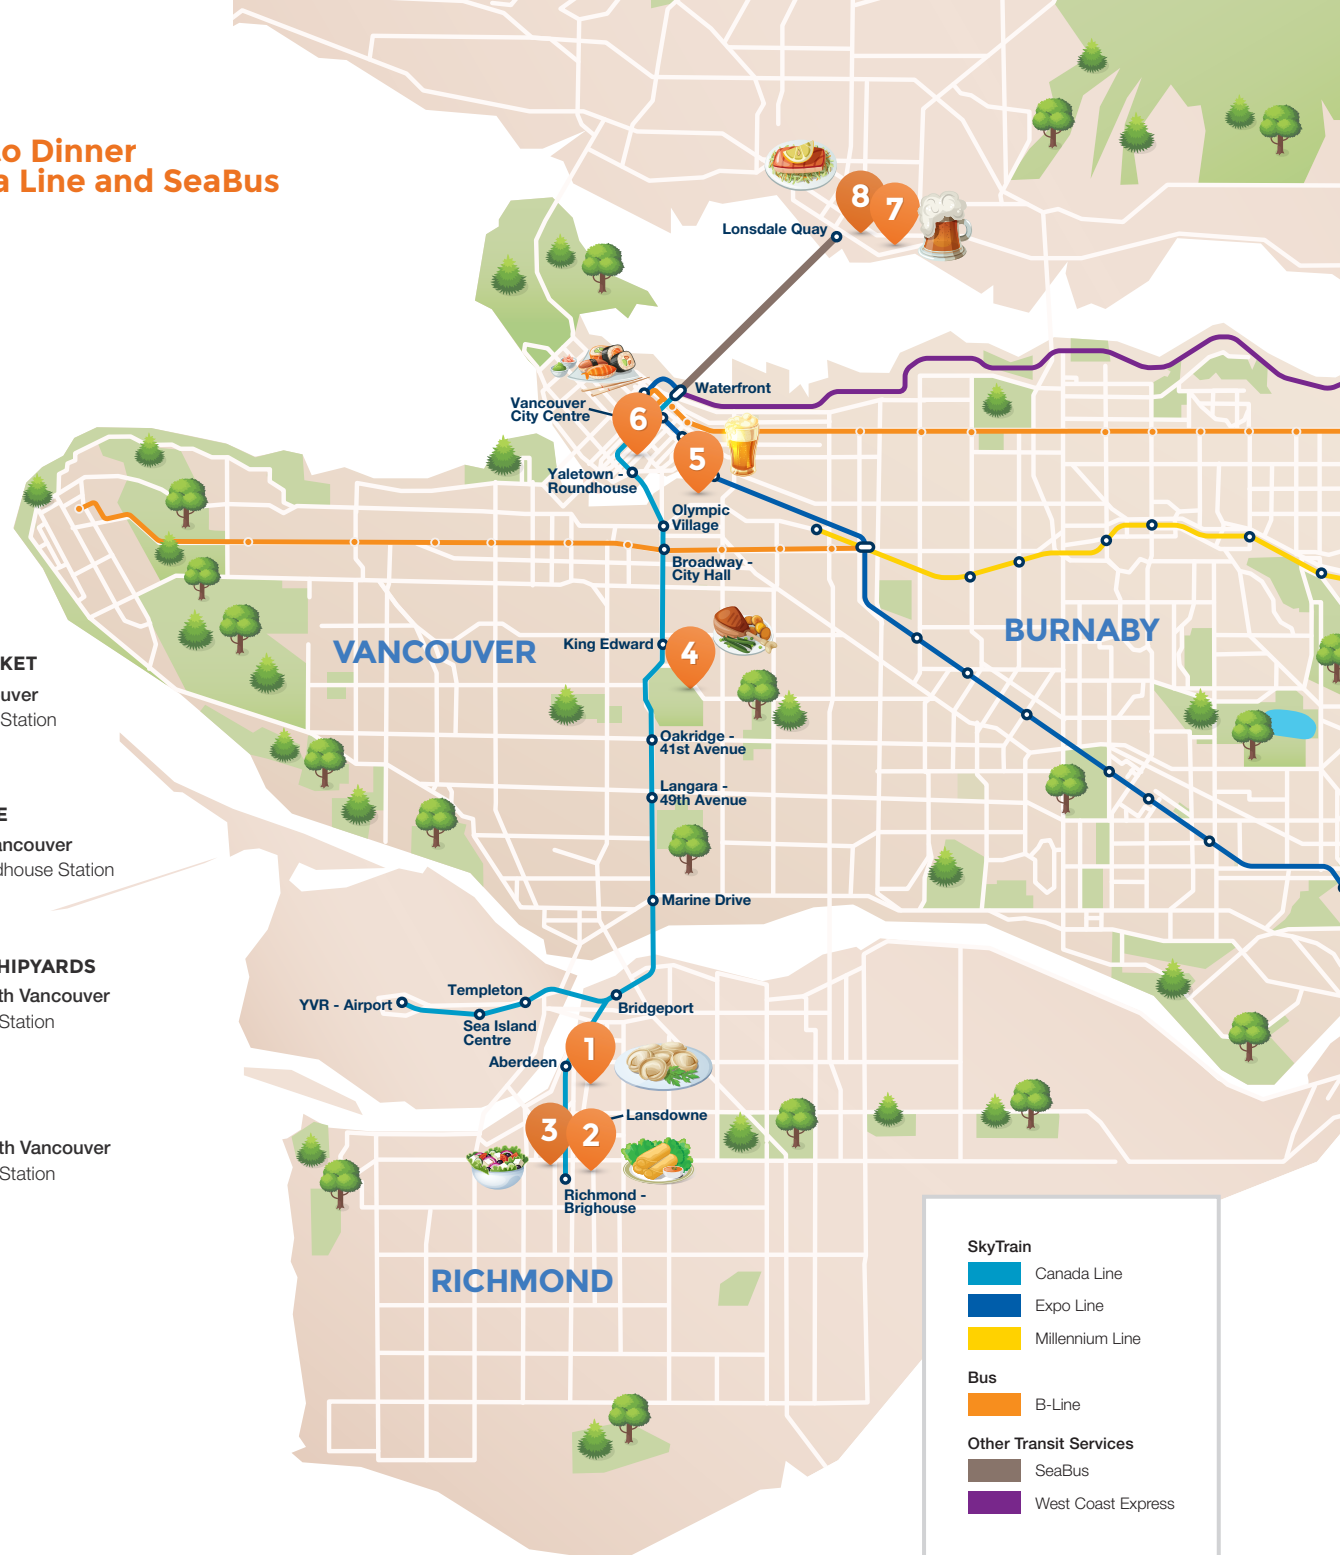 to Dinner
a Line and SeaBus
8
7
Lonsdale Quay
Waterfront
Vancouver
City Centre
6
5
Yaletown -
Roundhouse
Olympic
Village
Broadway -
City Hall
VANCOUVER
BURNABY
King Edward
4
KET
uver
Station
Oakridge -
41st Avenue
Langara -
49th Avenue
E
ancouver
dhouse Station
Marine Drive
HIPYARDS
th Vancouver
Station
Templeton
YVR - Airport
Bridgeport
Sea Island
Centre
1
Aberdeen
Lansdowne
3
2
th Vancouver
Station
Richmond -
Brighouse
RICHMOND
SkyTrain
Canada Line
Expo Line
Millennium Line
Bus
B-Line
Other Transit Services
SeaBus
West Coast Express